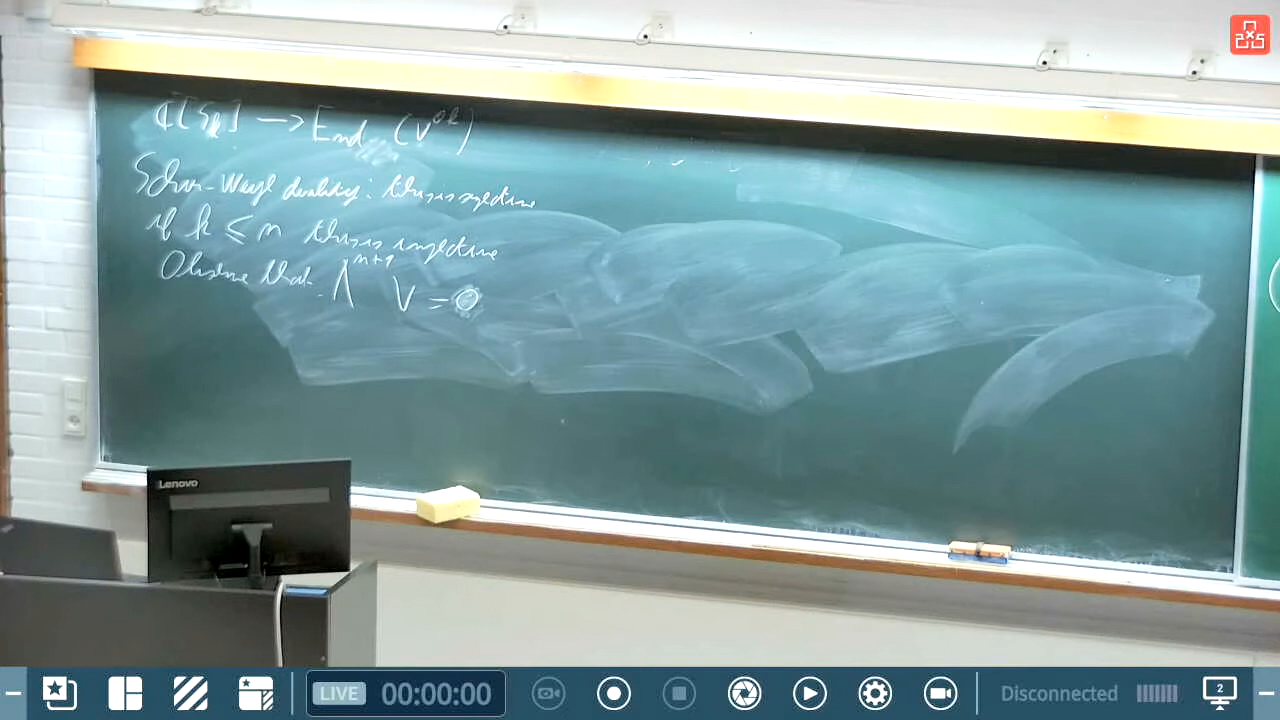 ℂ[S_k] → End (V^{⊗k})
Schur-Weyl duality: this is surjective
if k ≤ n this is injective
Observe that Λ^{n+1} V = 0
Lenovo
LIVE 00:00:00 Disconnected 2